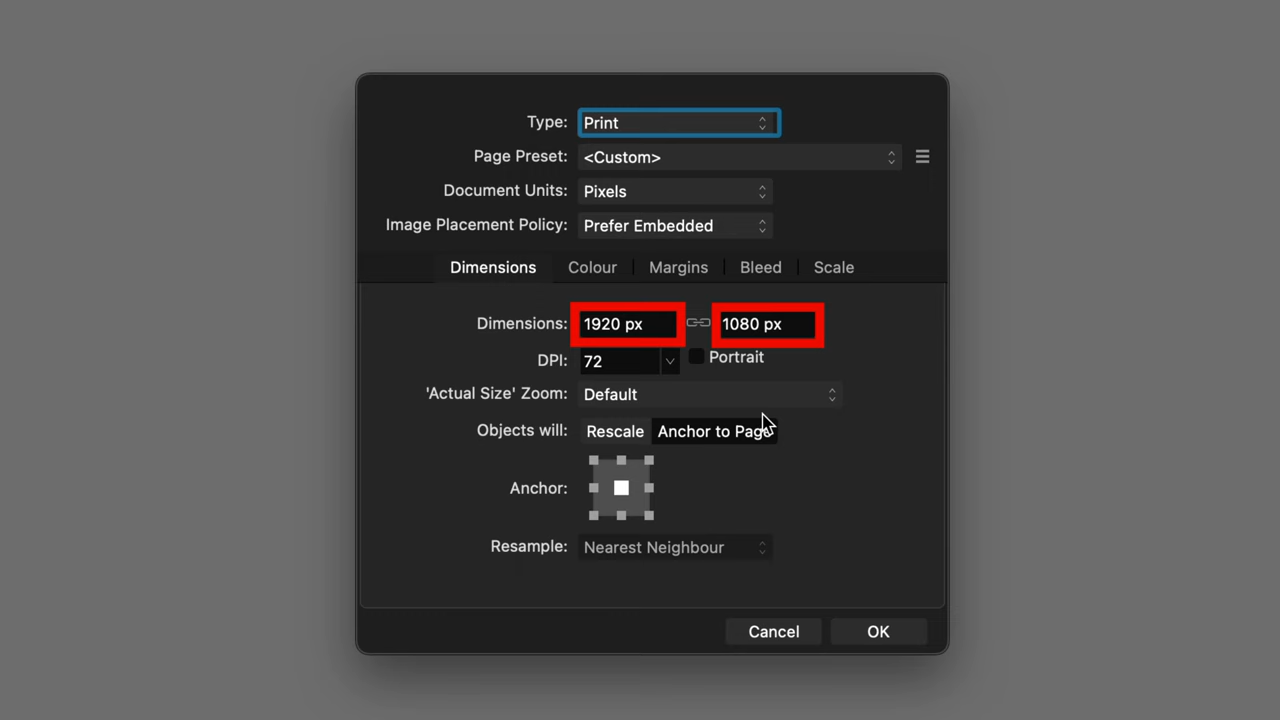 Type: Print
Page Preset: <Custom>
Document Units: Pixels
Image Placement Policy: Prefer Embedded
Dimensions Colour Margins Bleed Scale
Dimensions: 1920 px 1080 px
DPI: 72 Portrait
'Actual Size' Zoom: Default
Objects will: Rescale Anchor to Page
Anchor:
Resample: Nearest Neighbour
Cancel OK